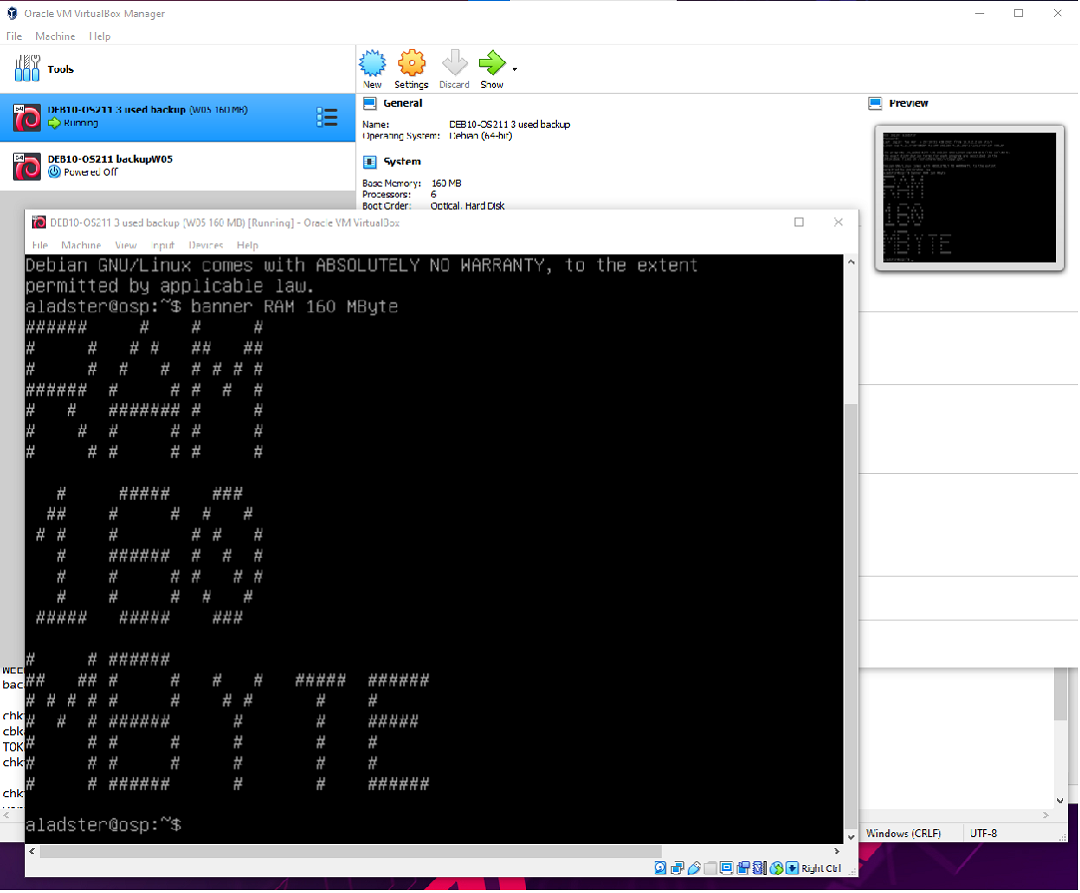 Oracle VM VirtualBox Manager
File Machine Help
Tools
New Settings Discard Show
DEB10-OS211 3 used backup (W05 160 MB)
Running
DEB10-OS211 backupW05
Powered Off
General
Name: DEB10-OS211 3 used backup
Operating System: Debian (64-bit)
System
Base Memory: 160 MB
Processors: 6
Boot Order: Optical, Hard Disk
Preview
DEB10-OS211 3 used backup (W05 160 MB) [Running] - Oracle VM VirtualBox
File Machine View Input Devices Help
Debian GNU/Linux comes with ABSOLUTELY NO WARRANTY, to the extent
permitted by applicable law.
aladster@osp:~$ banner RAM 160 MByte
RAM
160
MBYTE
aladster@osp:~$
Right Ctrl
bac
chk
cbk
TOK
chk
chk
Windows (CRLF) UTF-8